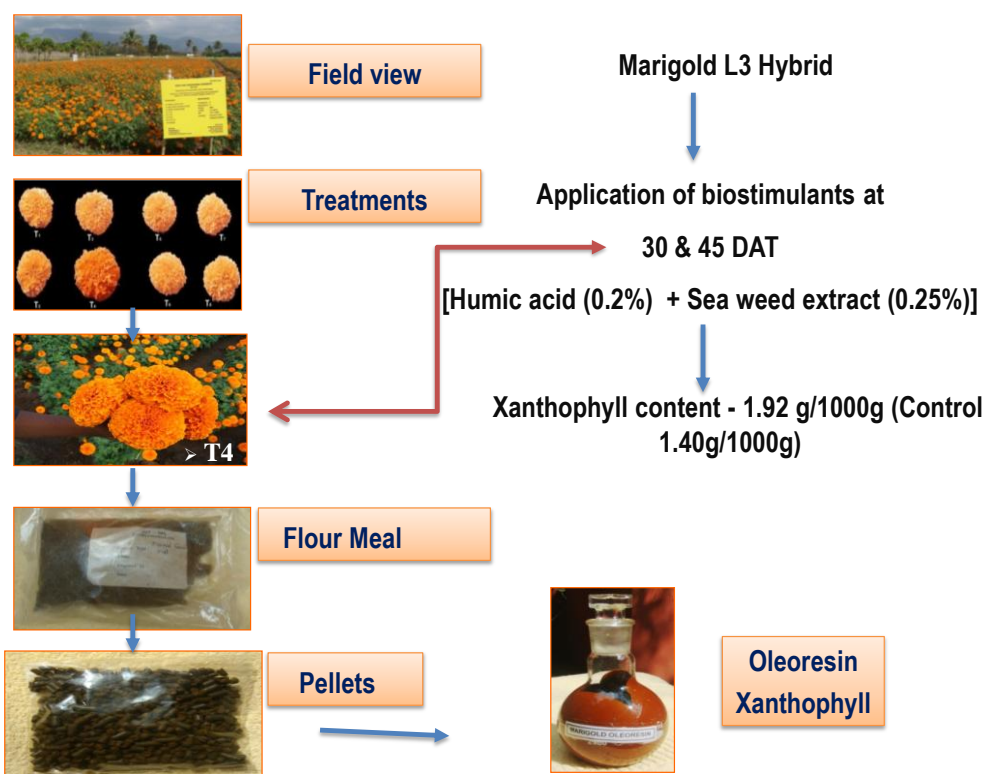 Field view
Marigold L3 Hybrid
Treatments
Application of biostimulants at
30 & 45 DAT
[Humic acid (0.2%) + Sea weed extract (0.25%)]
➢ T4
Xanthophyll content - 1.92 g/1000g (Control
1.40g/1000g)
Flour Meal
Pellets
MARIGOLD OLEORESIN
Oleoresin
Xanthophyll